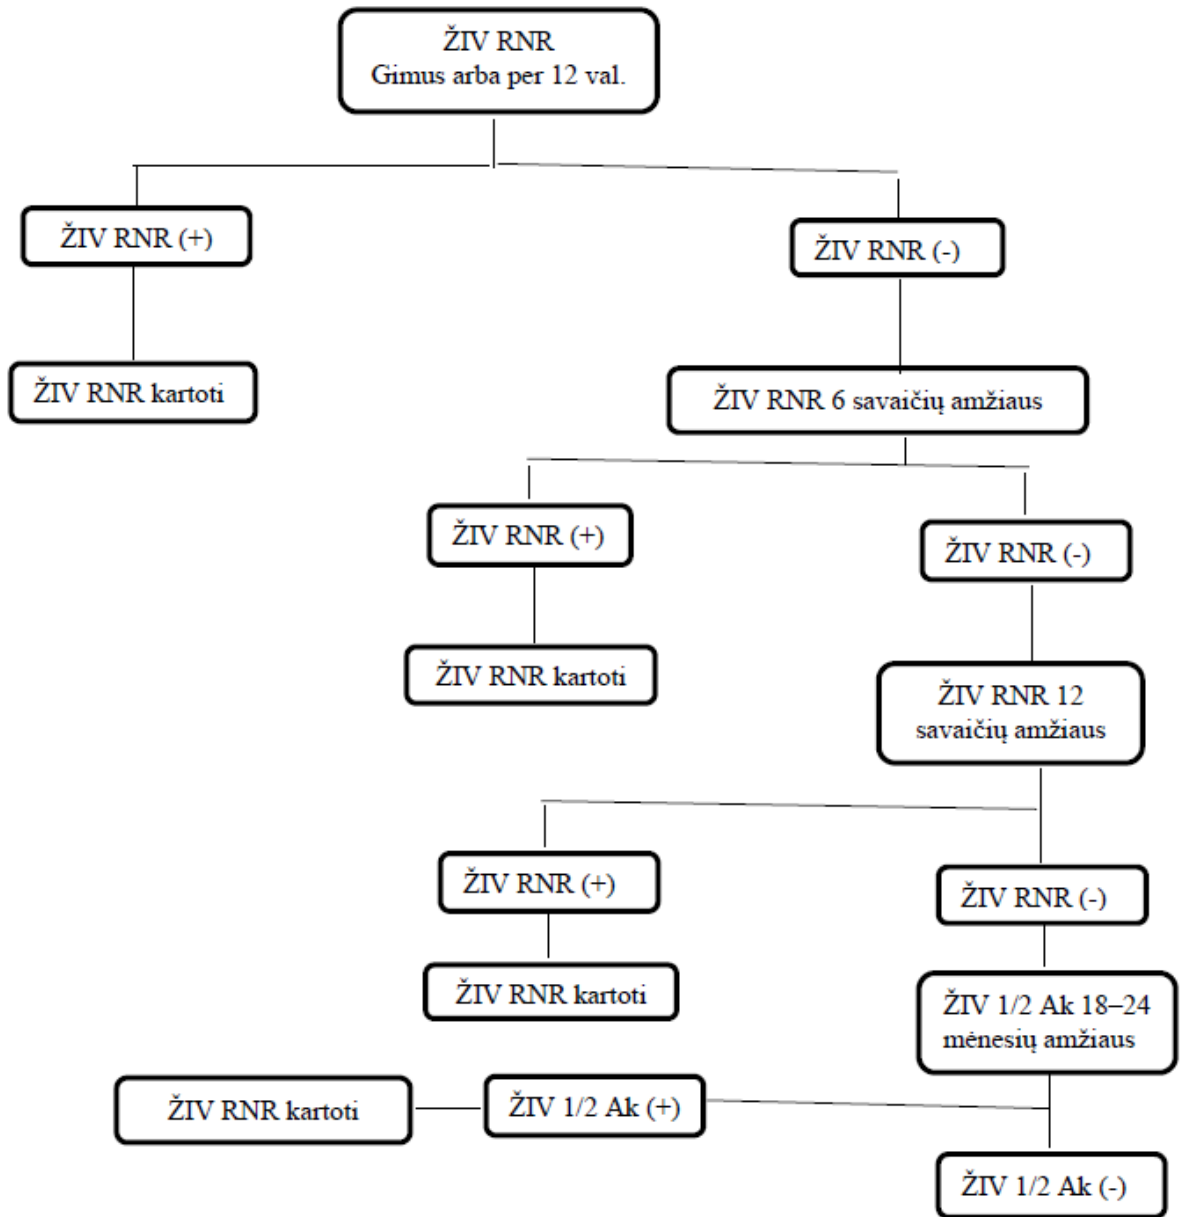 ŽIV RNR
Gimus arba per 12 val.
ŽIV RNR (+)
ŽIV RNR (-)
ŽIV RNR kartoti
ŽIV RNR 6 savaičių amžiaus
ŽIV RNR (+)
ŽIV RNR (-)
ŽIV RNR kartoti
ŽIV RNR 12
savaičių amžiaus
ŽIV RNR (+)
ŽIV RNR (-)
ŽIV RNR kartoti
ŽIV 1/2 Ak 18–24
mėnesių amžiaus
ŽIV RNR kartoti
ŽIV 1/2 Ak (+)
ŽIV 1/2 Ak (-)